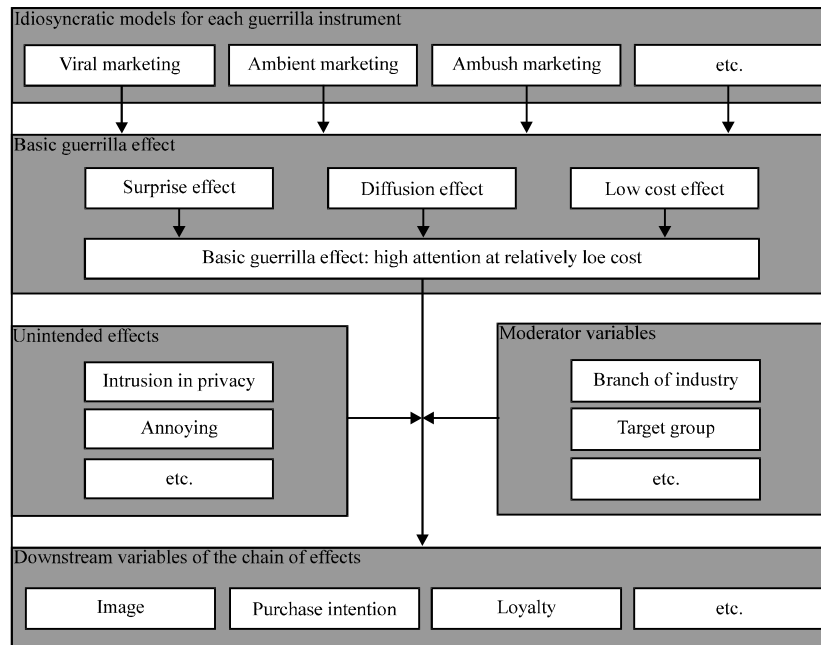 Idiosyncratic models for each guerrilla instrument
Viral marketing
Ambient marketing
Ambush marketing
etc.
Basic guerrilla effect
Surprise effect
Diffusion effect
Low cost effect
Basic guerrilla effect: high attention at relatively loe cost
Unintended effects
Intrusion in privacy
Annoying
etc.
Moderator variables
Branch of industry
Target group
etc.
Downstream variables of the chain of effects
Image
Purchase intention
Loyalty
etc.